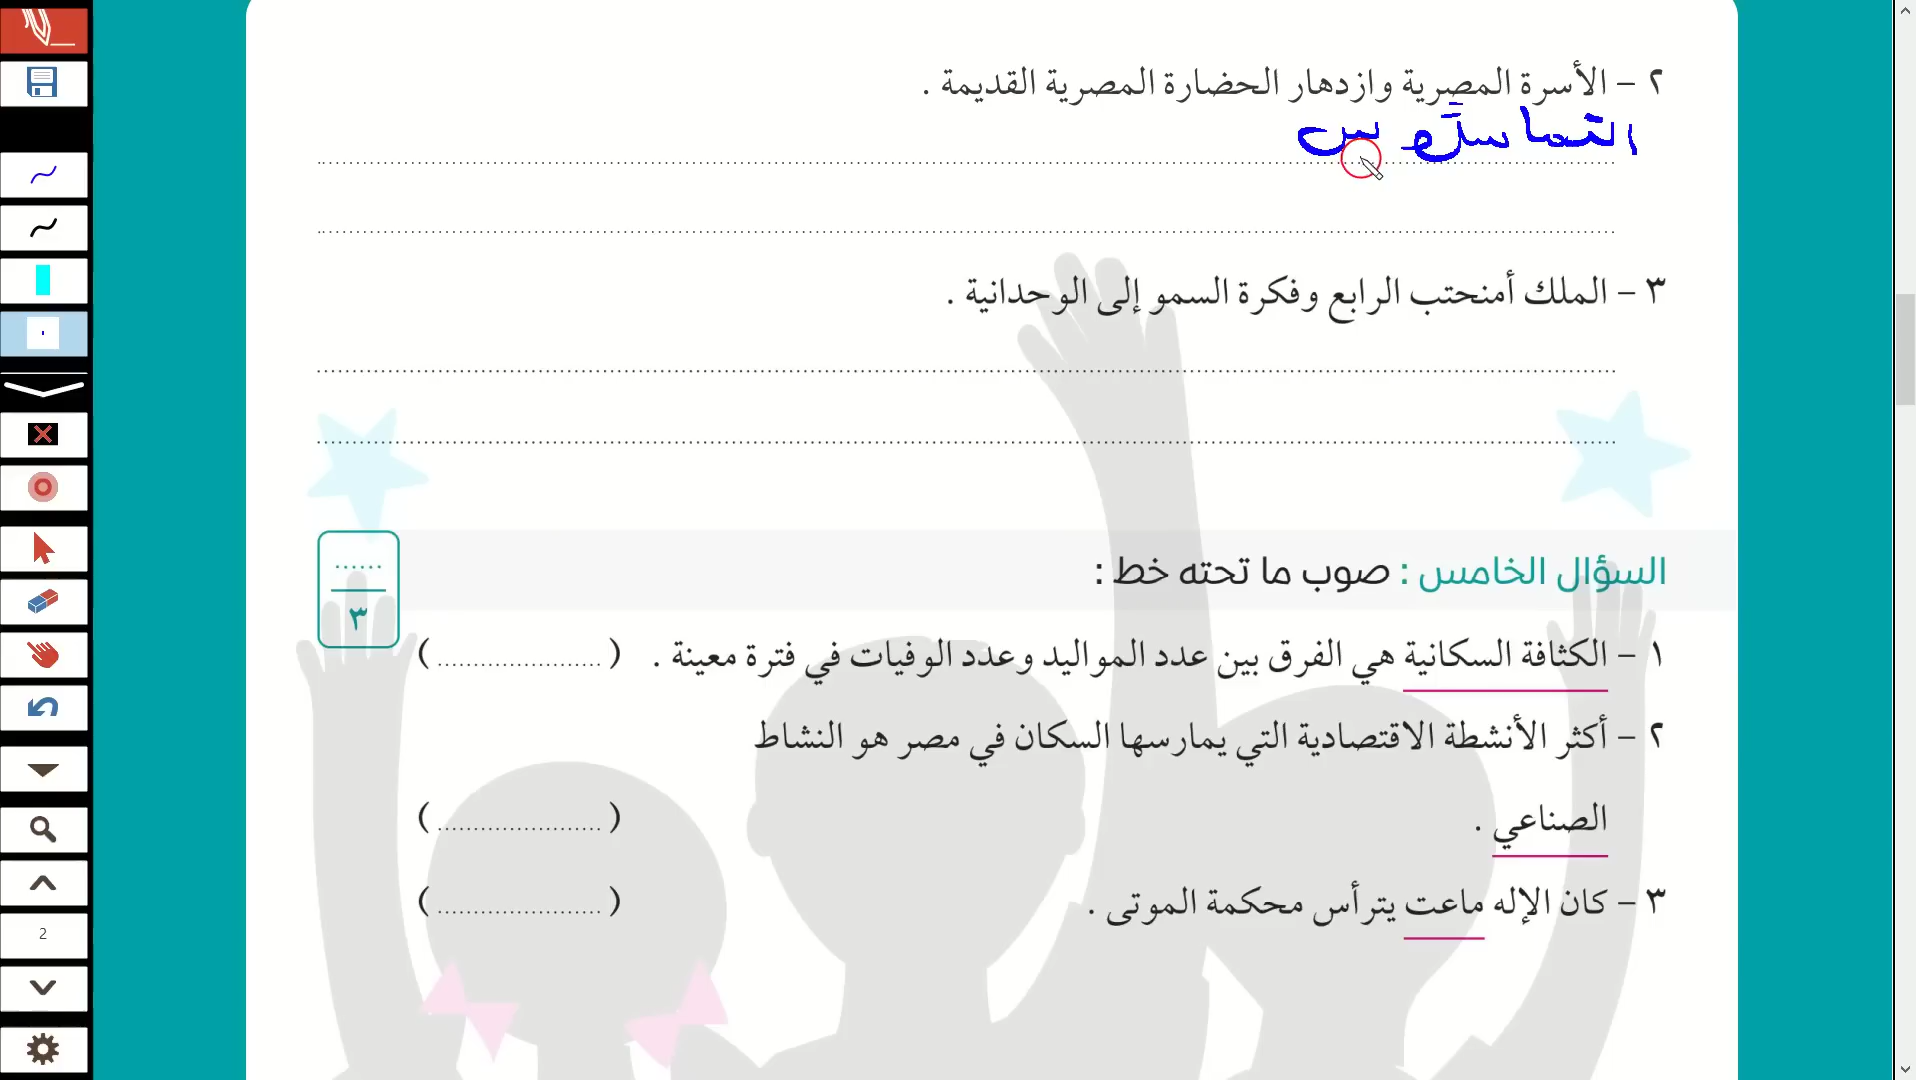 ٢ – الأسرة المصرية وازدهار الحضارة المصرية القديمة .
٣ – الملك أمنحتب الرابع وفكرة السمو إلى الوحدانية .
السؤال الخامس : صوب ما تحته خط :
......
٣
١ – الكثافة السكانية هي الفرق بين عدد المواليد وعدد الوفيات في فترة معينة . (.......................)
٢ – أكثر الأنشطة الاقتصادية التي يمارسها السكان في مصر هو النشاط
الصناعي . (.......................)
٣ – كان الإله ماعت يترأس محكمة الموتى . (.......................)
2